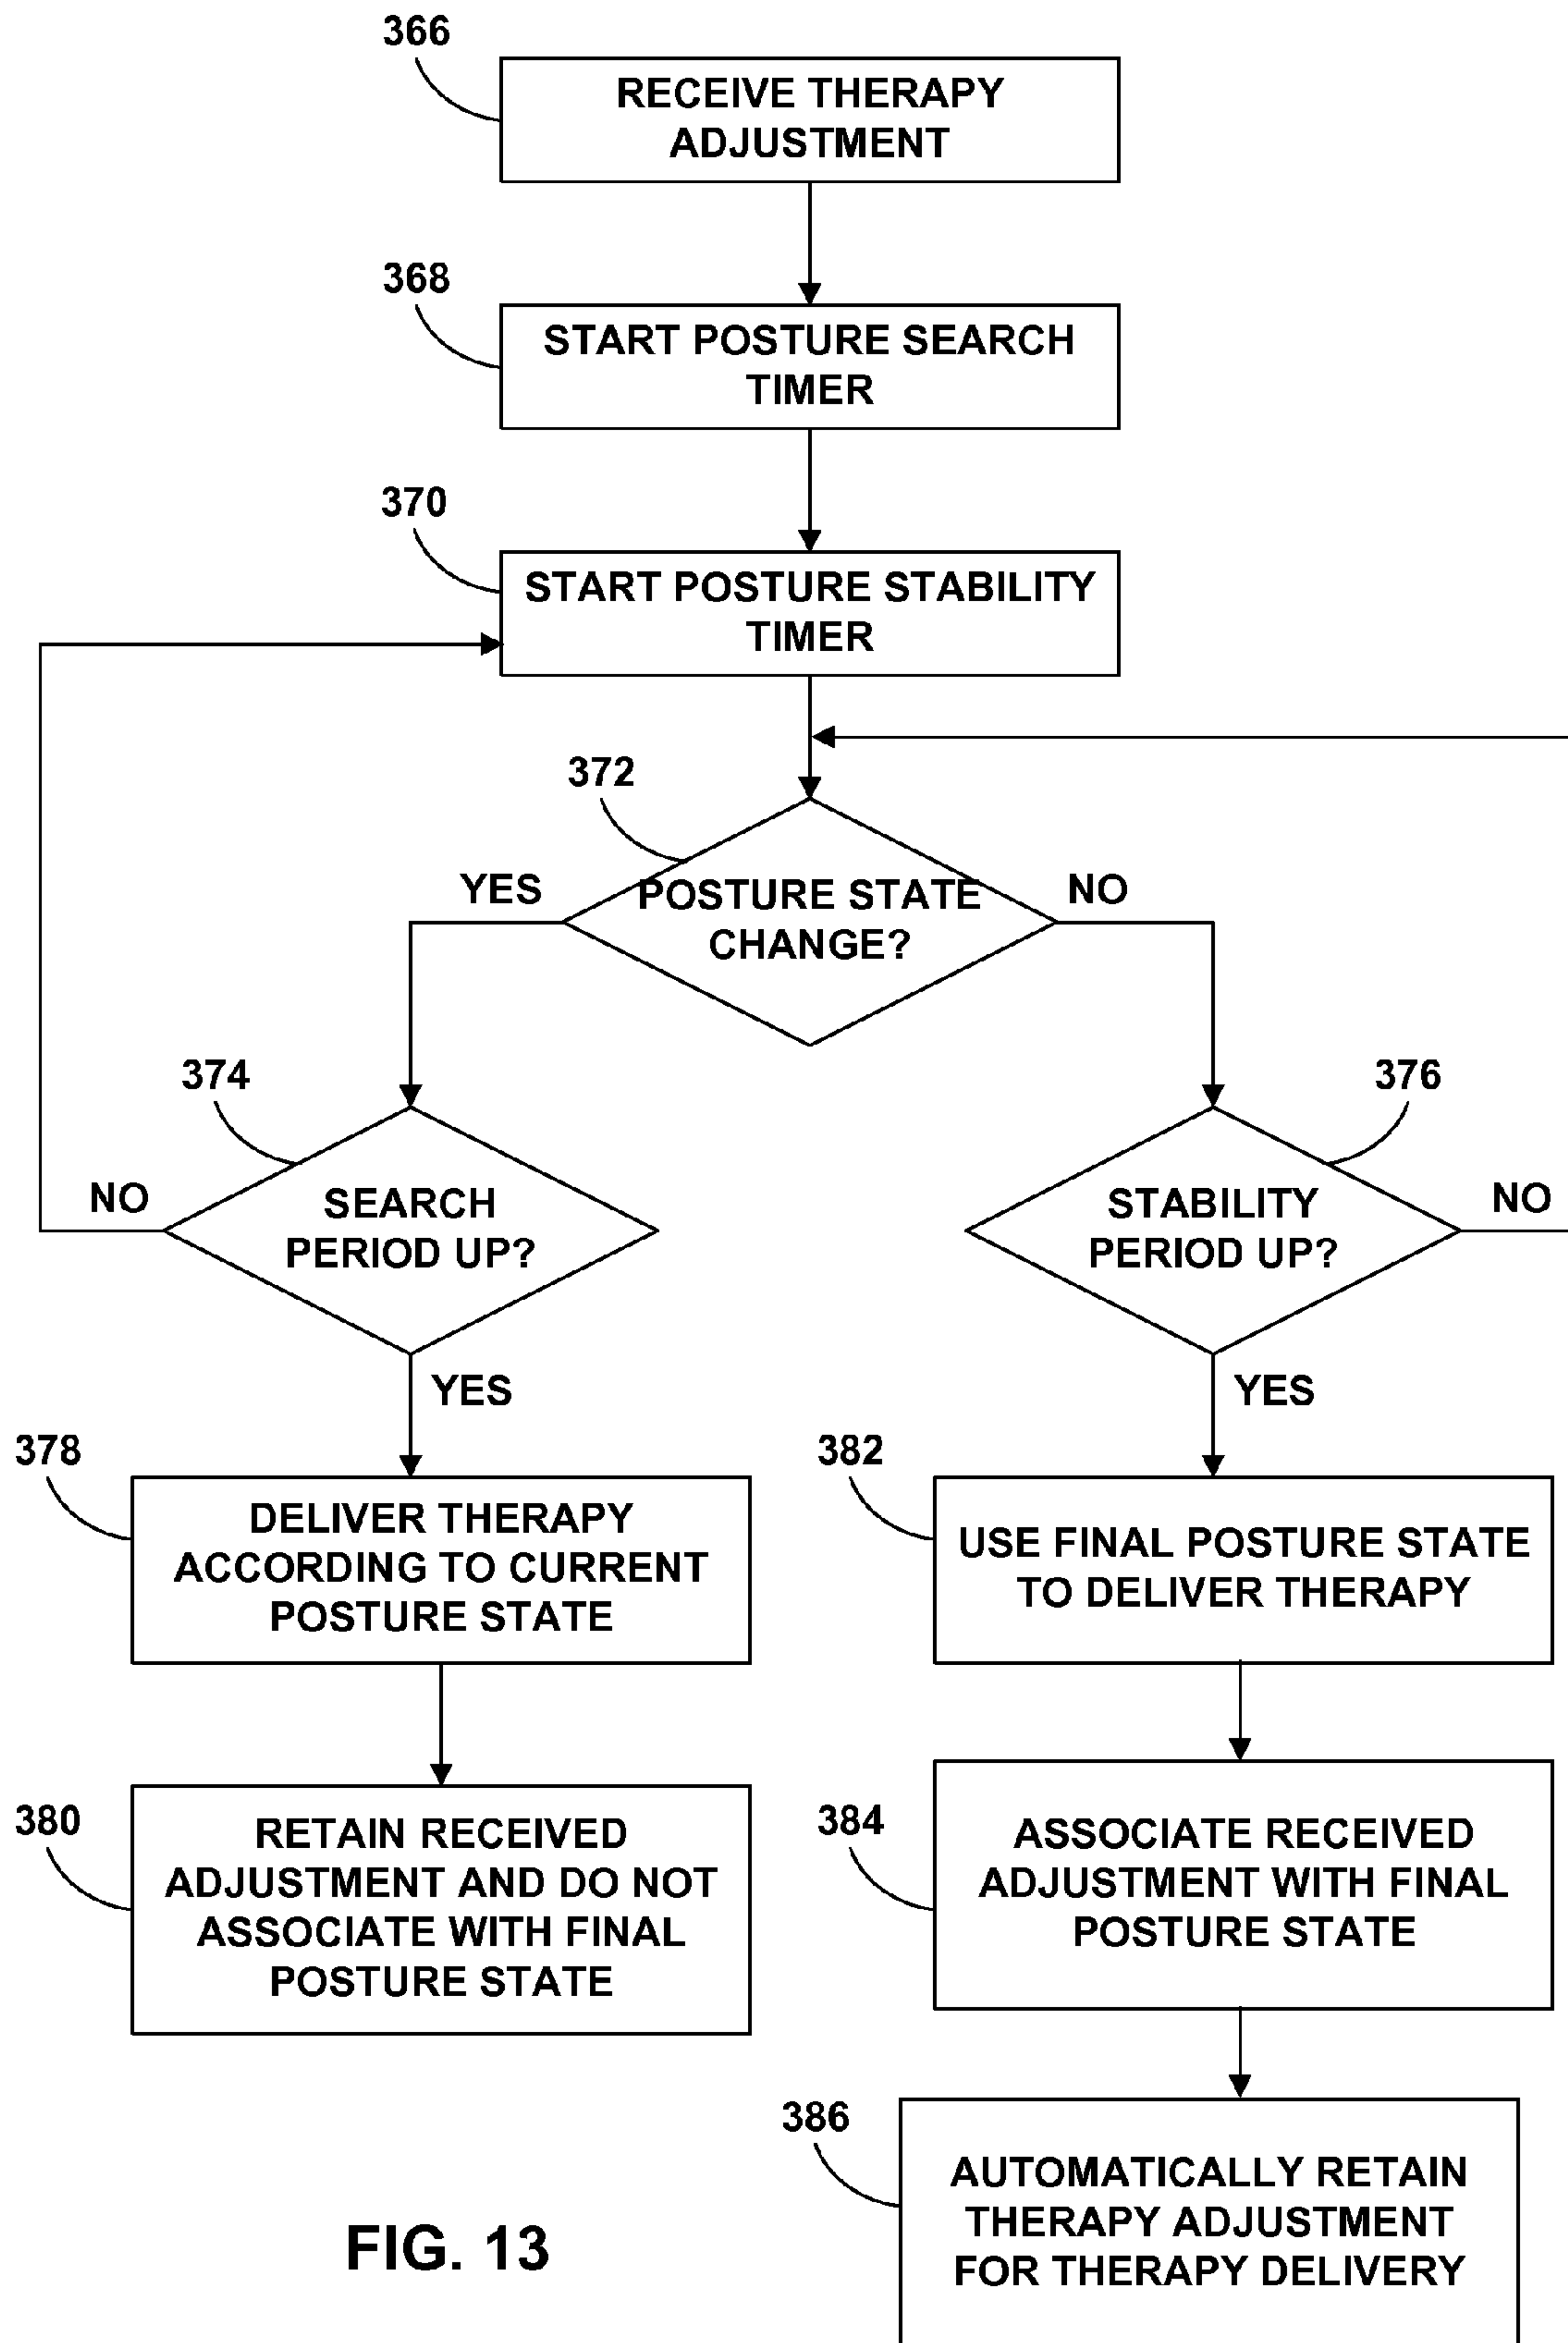 366
RECEIVE THERAPY
ADJUSTMENT
368
START POSTURE SEARCH
TIMER
370
START POSTURE STABILITY
TIMER
372
YES
POSTURE STATE
CHANGE?
NO
374
376
NO
SEARCH
PERIOD UP?
STABILITY
PERIOD UP?
NO
YES
YES
378
DELIVER THERAPY
ACCORDING TO CURRENT
POSTURE STATE
382
USE FINAL POSTURE STATE
TO DELIVER THERAPY
380
RETAIN RECEIVED
ADJUSTMENT AND DO NOT
ASSOCIATE WITH FINAL
POSTURE STATE
384
ASSOCIATE RECEIVED
ADJUSTMENT WITH FINAL
POSTURE STATE
386
AUTOMATICALLY RETAIN
THERAPY ADJUSTMENT
FOR THERAPY DELIVERY
FIG. 13